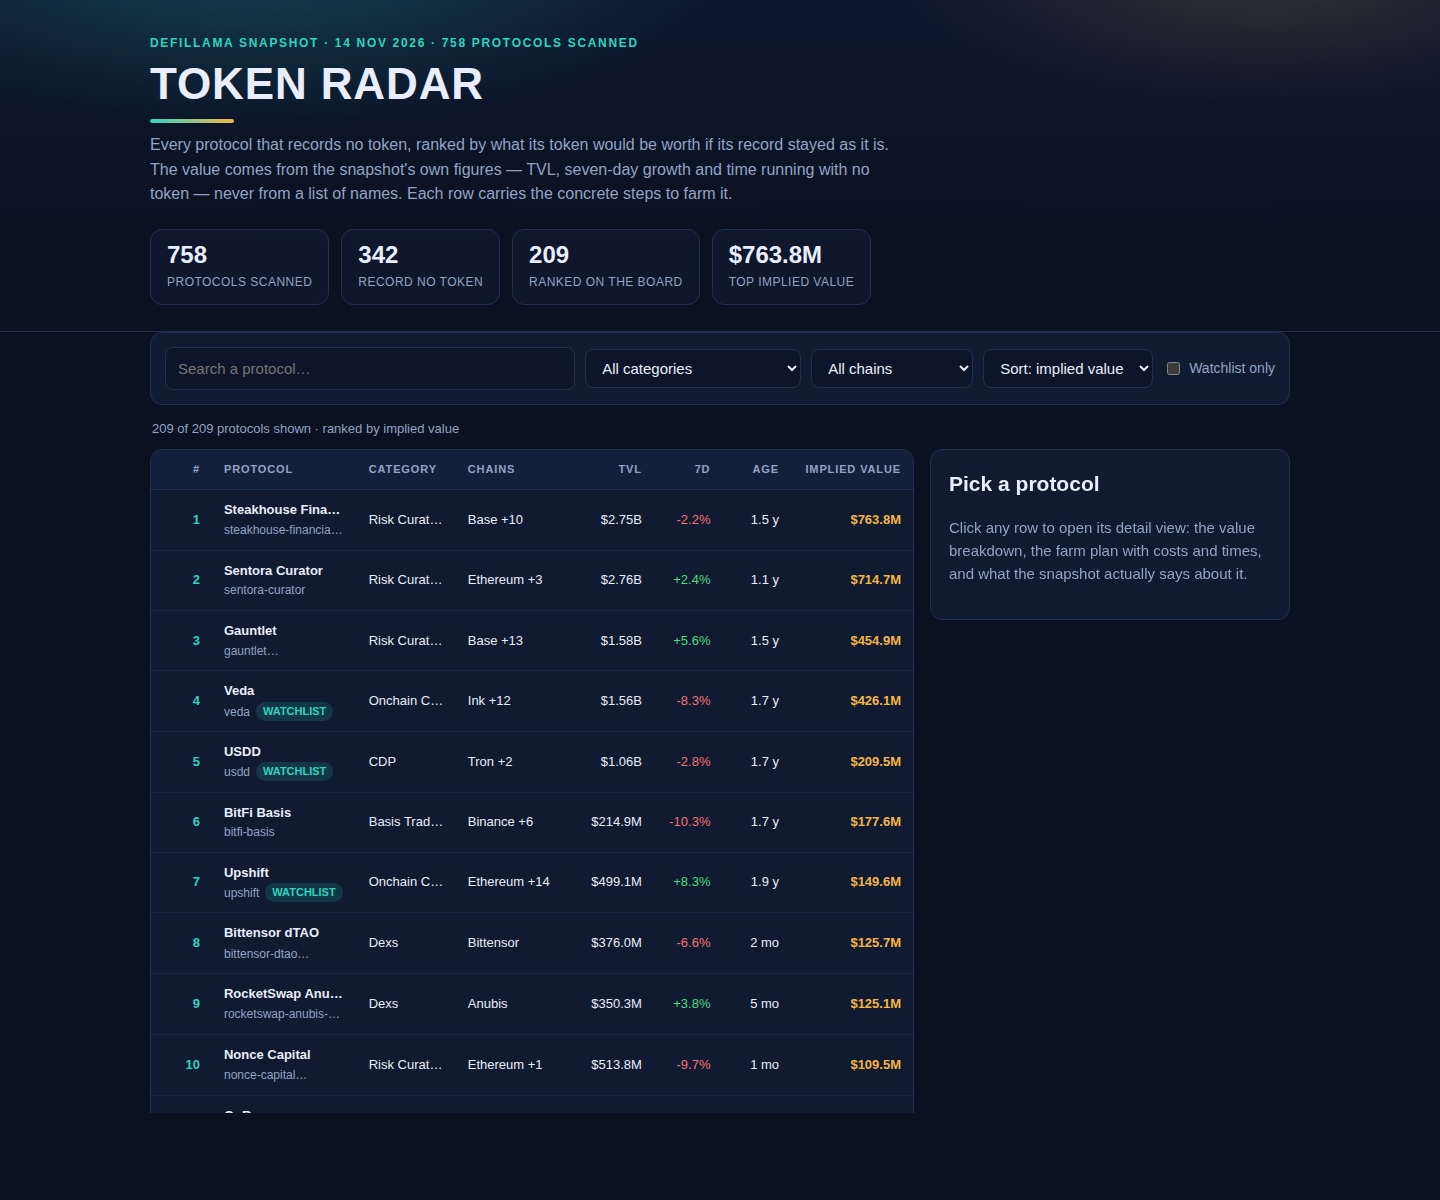 DEFILLAMA SNAPSHOT · 14 NOV 2026 · 758 PROTOCOLS SCANNED
TOKEN RADAR
Every protocol that records no token, ranked by what its token would be worth if its record stayed as it is.
The value comes from the snapshot's own figures — TVL, seven-day growth and time running with no
token — never from a list of names. Each row carries the concrete steps to farm it.
758
PROTOCOLS SCANNED
342
RECORD NO TOKEN
209
RANKED ON THE BOARD
$763.8M
TOP IMPLIED VALUE
Search a protocol… All categories All chains Sort: implied value Watchlist only
209 of 209 protocols shown · ranked by implied value
# PROTOCOL CATEGORY CHAINS TVL 7D AGE IMPLIED VALUE
1 Steakhouse Fina… Risk Curat… Base +10 $2.75B -2.2% 1.5 y $763.8M
steakhouse-financia…
2 Sentora Curator Risk Curat… Ethereum +3 $2.76B +2.4% 1.1 y $714.7M
sentora-curator
3 Gauntlet Risk Curat… Base +13 $1.58B +5.6% 1.5 y $454.9M
gauntlet…
4 Veda Onchain C… Ink +12 $1.56B -8.3% 1.7 y $426.1M
veda WATCHLIST
5 USDD CDP Tron +2 $1.06B -2.8% 1.7 y $209.5M
usdd WATCHLIST
6 BitFi Basis Basis Trad… Binance +6 $214.9M -10.3% 1.7 y $177.6M
bitfi-basis
7 Upshift Onchain C… Ethereum +14 $499.1M +8.3% 1.9 y $149.6M
upshift WATCHLIST
8 Bittensor dTAO Dexs Bittensor $376.0M -6.6% 2 mo $125.7M
bittensor-dtao…
9 RocketSwap Anu… Dexs Anubis $350.3M +3.8% 5 mo $125.1M
rocketswap-anubis-…
10 Nonce Capital Risk Curat… Ethereum +1 $513.8M -9.7% 1 mo $109.5M
nonce-capital…
Pick a protocol
Click any row to open its detail view: the value
breakdown, the farm plan with costs and times,
and what the snapshot actually says about it.